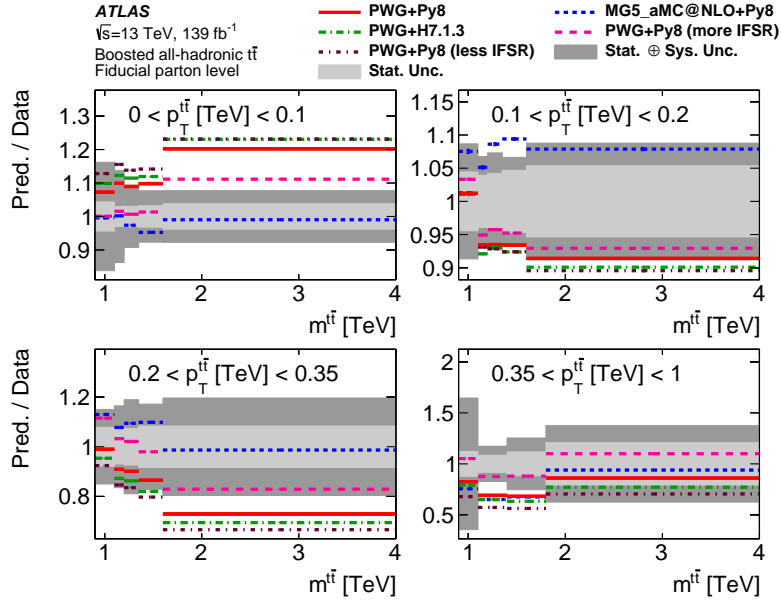 ATLAS
√s=13 TeV, 139 fb⁻¹
Boosted all-hadronic tt̄
Fiducial parton level
PWG+Py8
PWG+H7.1.3
PWG+Py8 (less IFSR)
Stat. Unc.
MG5_aMC@NLO+Py8
PWG+Py8 (more IFSR)
Stat. ⊕ Sys. Unc.
Pred. / Data
0 < p_T^{tt̄} [TeV] < 0.1
1.3
1.2
1.1
1
0.9
1 2 3 4
m^{tt̄} [TeV]
0.1 < p_T^{tt̄} [TeV] < 0.2
1.15
1.1
1.05
1
0.95
0.9
1 2 3 4
m^{tt̄} [TeV]
Pred. / Data
0.2 < p_T^{tt̄} [TeV] < 0.35
1.2
1
0.8
1 2 3 4
m^{tt̄} [TeV]
0.35 < p_T^{tt̄} [TeV] < 1
2
1.5
1
0.5
1 2 3 4
m^{tt̄} [TeV]